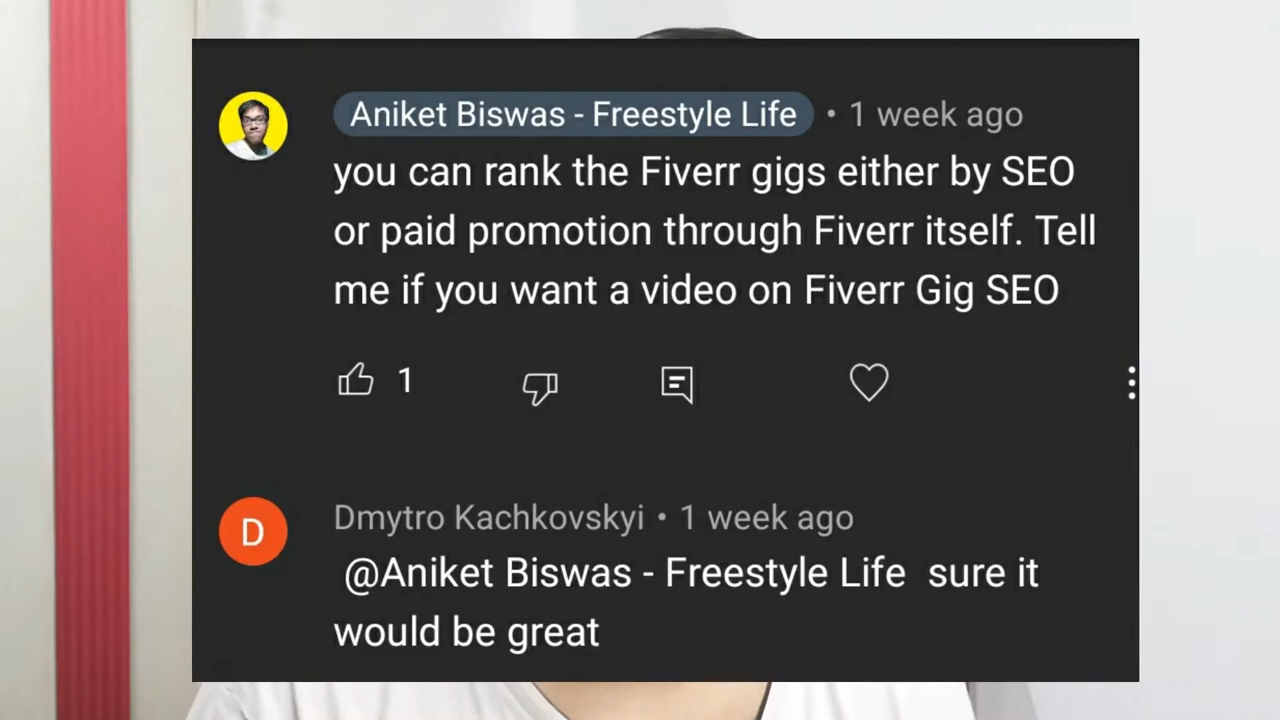 Aniket Biswas - Freestyle Life • 1 week ago
you can rank the Fiverr gigs either by SEO
or paid promotion through Fiverr itself. Tell
me if you want a video on Fiverr Gig SEO
1
D
Dmytro Kachkovskyi • 1 week ago
@Aniket Biswas - Freestyle Life sure it
would be great